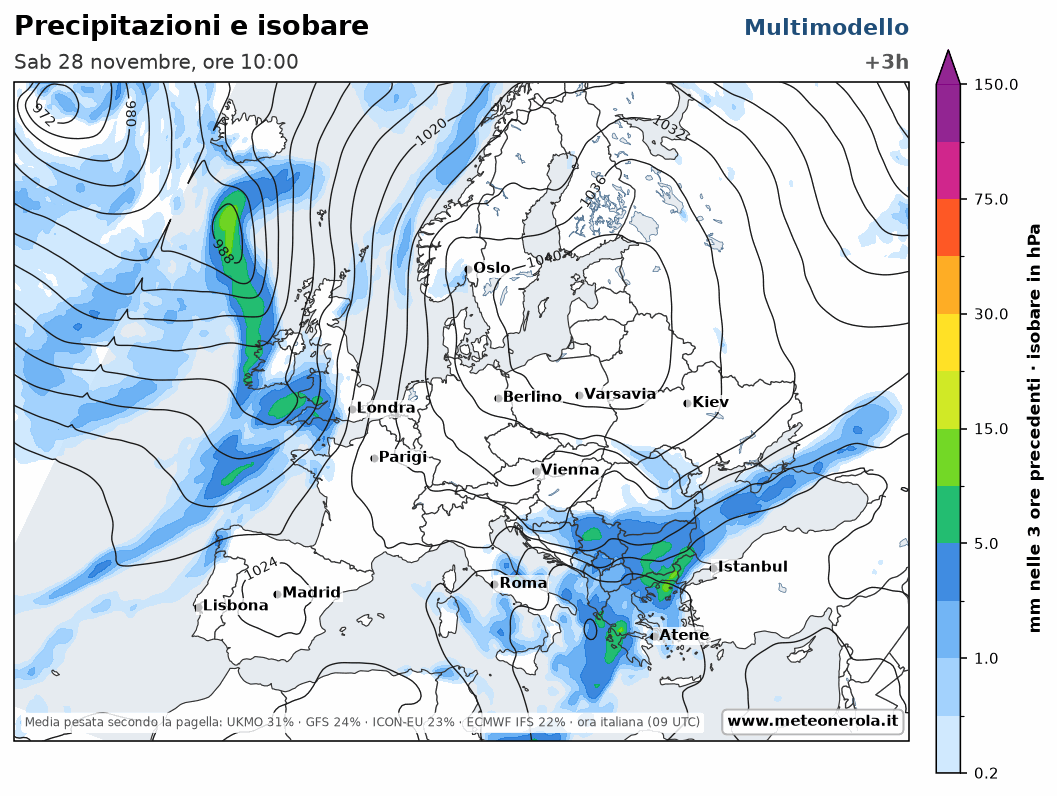 Precipitazioni e isobare
Multimodello
Sab 28 novembre, ore 10:00
+3h
972
980
1020
1032
1036
988
1040
Oslo
Londra
Berlino
Varsavia
Kiev
Parigi
Vienna
1024
Madrid
Lisbona
Roma
Istanbul
Atene
Media pesata secondo la pagella: UKMO 31% · GFS 24% · ICON-EU 23% · ECMWF IFS 22% · ora italiana (09 UTC)
www.meteonerola.it
150.0
75.0
30.0
15.0
5.0
1.0
0.2
mm nelle 3 ore precedenti · isobare in hPa